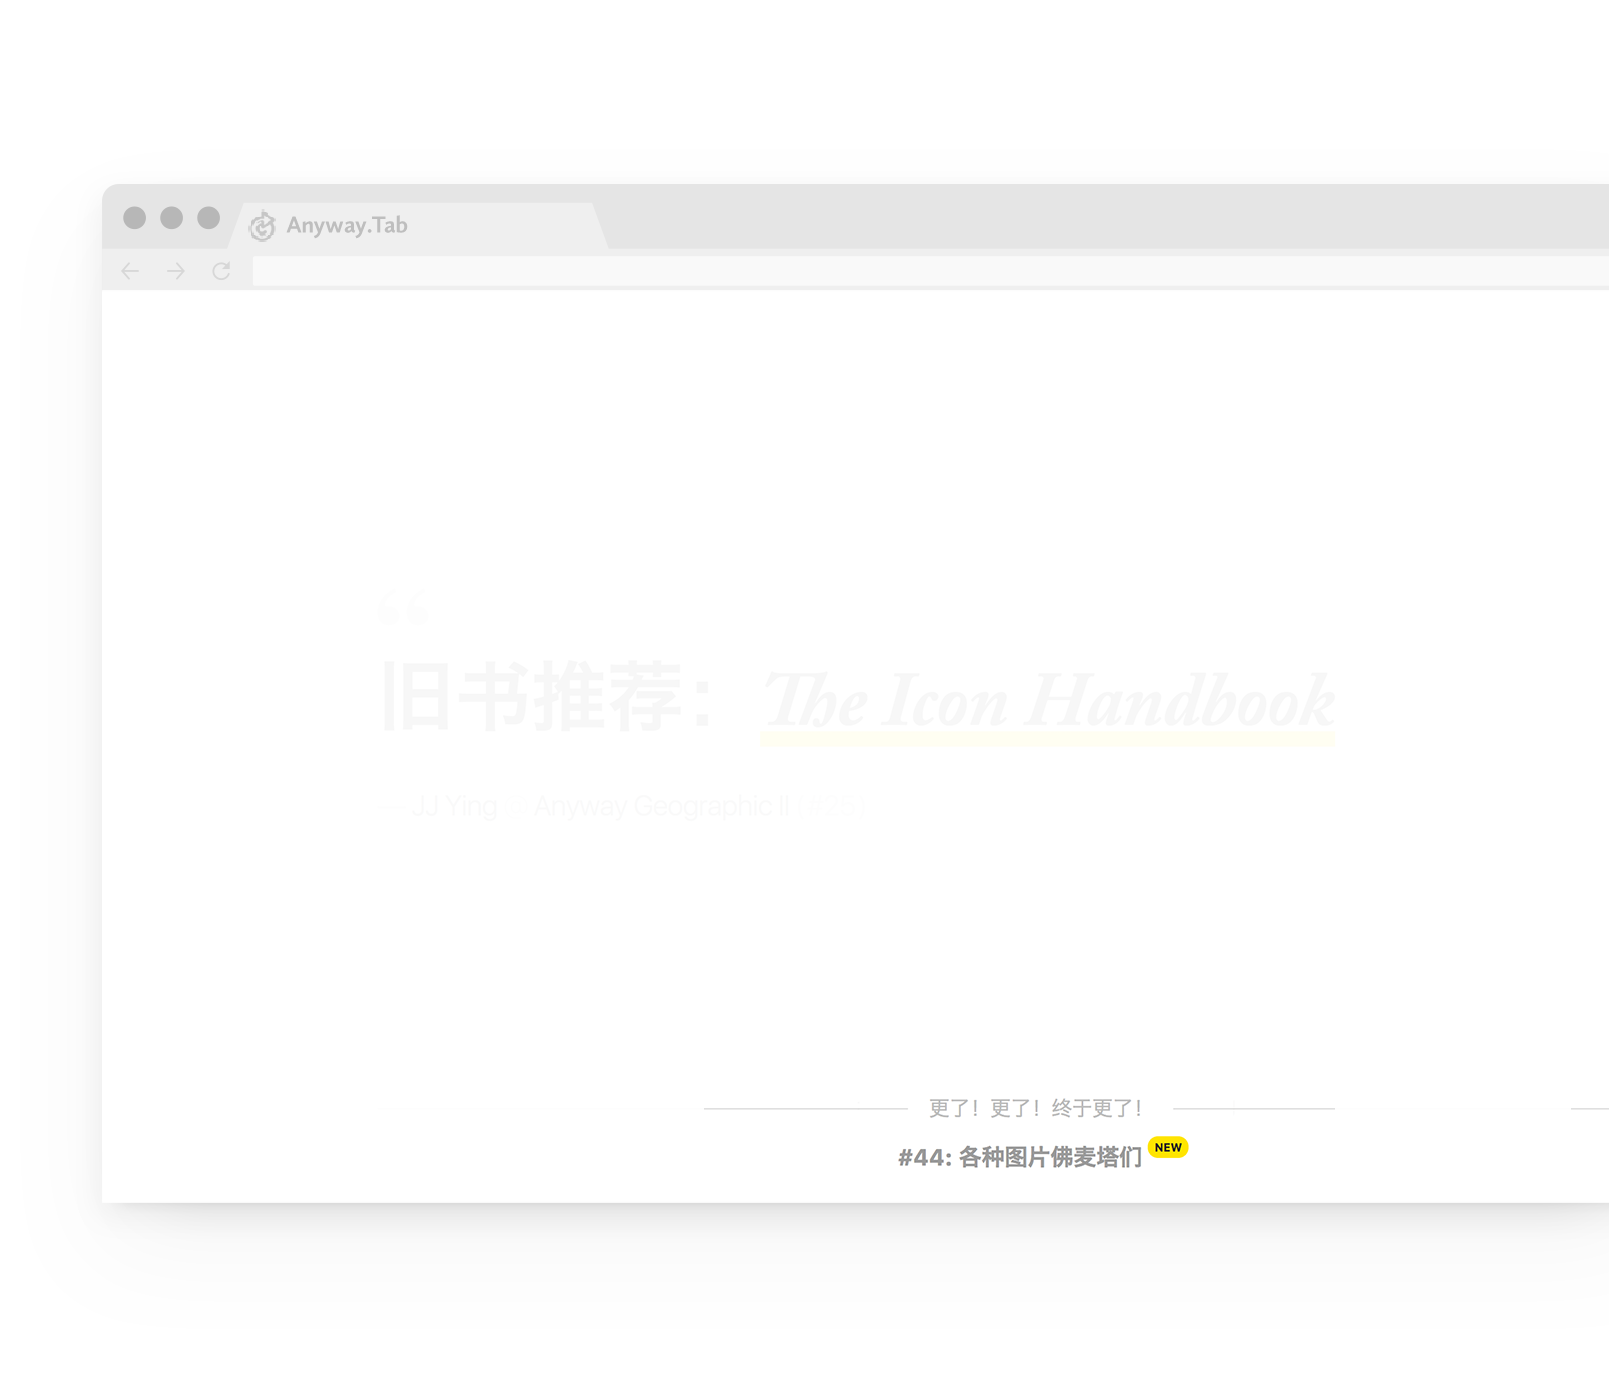 Anyway.Tab
“
旧书推荐：The Icon Handbook
— JJ Ying Anyway Geographic II
更了！更了！终于更了！
#44: 各种图片佛麦塔们 NEW